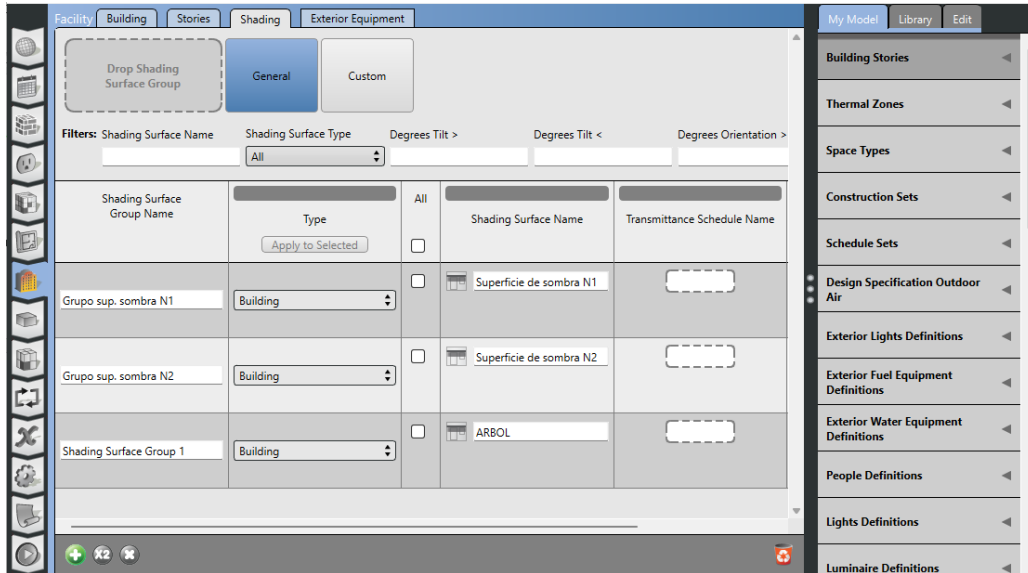 Facility Building Stories Shading Exterior Equipment
My Model Library Edit
Drop Shading
Surface Group
General
Custom
Filters: Shading Surface Name Shading Surface Type Degrees Tilt > Degrees Tilt < Degrees Orientation >
All
Shading Surface
Group Name
Type
Apply to Selected
All
Shading Surface Name
Transmittance Schedule Name
Grupo sup. sombra N1
Building
Superficie de sombra N1
Grupo sup. sombra N2
Building
Superficie de sombra N2
Shading Surface Group 1
Building
ARBOL
X2
Building Stories
Thermal Zones
Space Types
Construction Sets
Schedule Sets
Design Specification Outdoor
Air
Exterior Lights Definitions
Exterior Fuel Equipment
Definitions
Exterior Water Equipment
Definitions
People Definitions
Lights Definitions
Luminaire Definitions